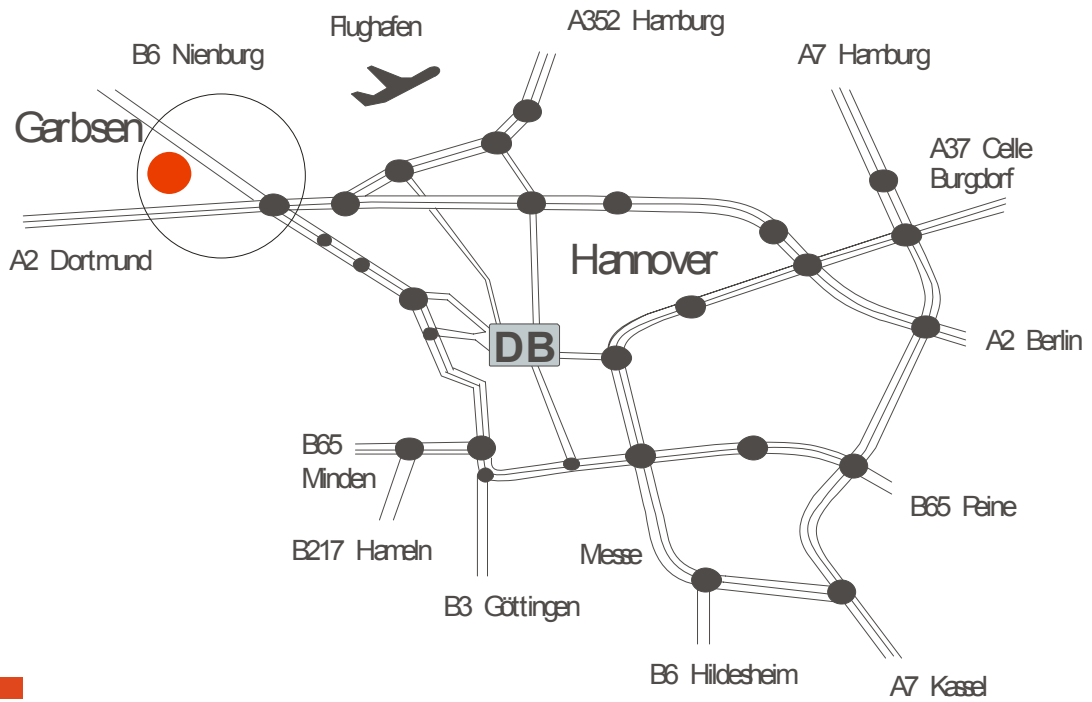 Flughafen
A352 Hamburg
B6 Nienburg
A7 Hamburg
Garbsen
A37 Celle
Burgdorf
A2 Dortmund
Hannover
DB
A2 Berlin
B65
Minden
B65 Peine
B217 Hameln
Messe
B3 Göttingen
B6 Hildesheim
A7 Kassel